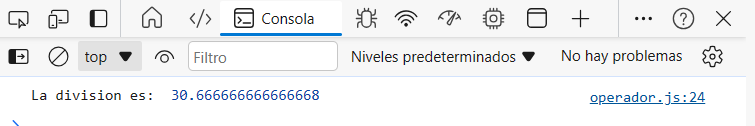 Consola
top Filtro Niveles predeterminados No hay problemas
La division es: 30.666666666666668 operador.js:24